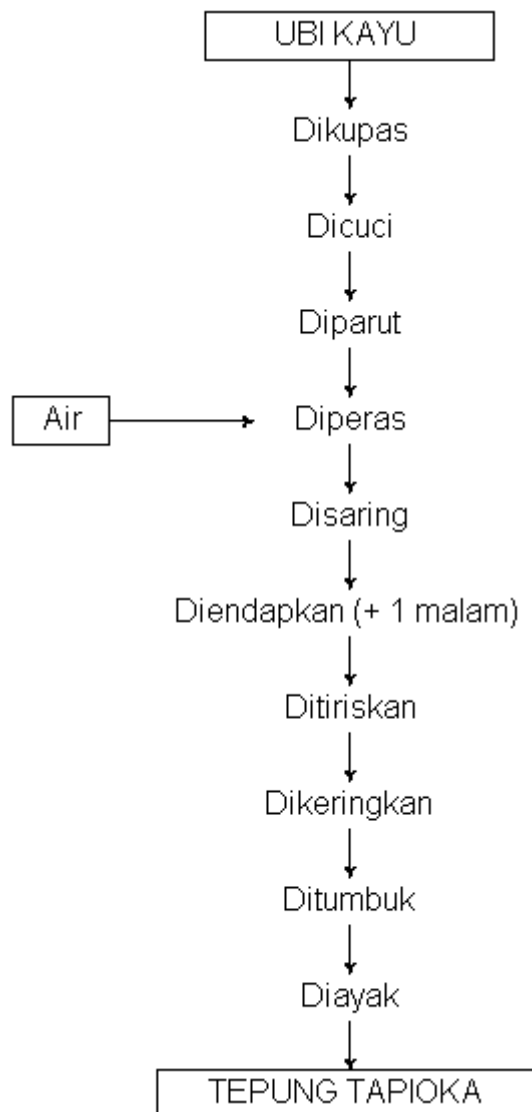 UBI KAYU
Dikupas
Dicuci
Diparut
Air
Diperas
Disaring
Diendapkan (+ 1 malam)
Ditiriskan
Dikeringkan
Ditumbuk
Diayak
TEPUNG TAPIOKA